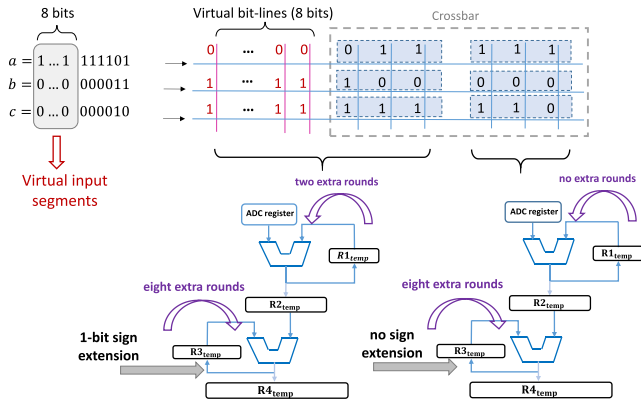 8 bits
Virtual bit-lines (8 bits)
Crossbar
a = 1 ... 1 111101
b = 0 ... 0 000011
c = 0 ... 0 000010
0 ... 0 0 0 1 1 1 1 1
1 ... 1 1 1 0 0 0 0 0
1 ... 1 1 1 1 1 1 1 0
Virtual input
segments
two extra rounds
ADC register
R1temp
eight extra rounds
R2temp
1-bit sign
extension
R3temp
R4temp
no extra rounds
ADC register
R1temp
eight extra rounds
R2temp
no sign
extension
R3temp
R4temp